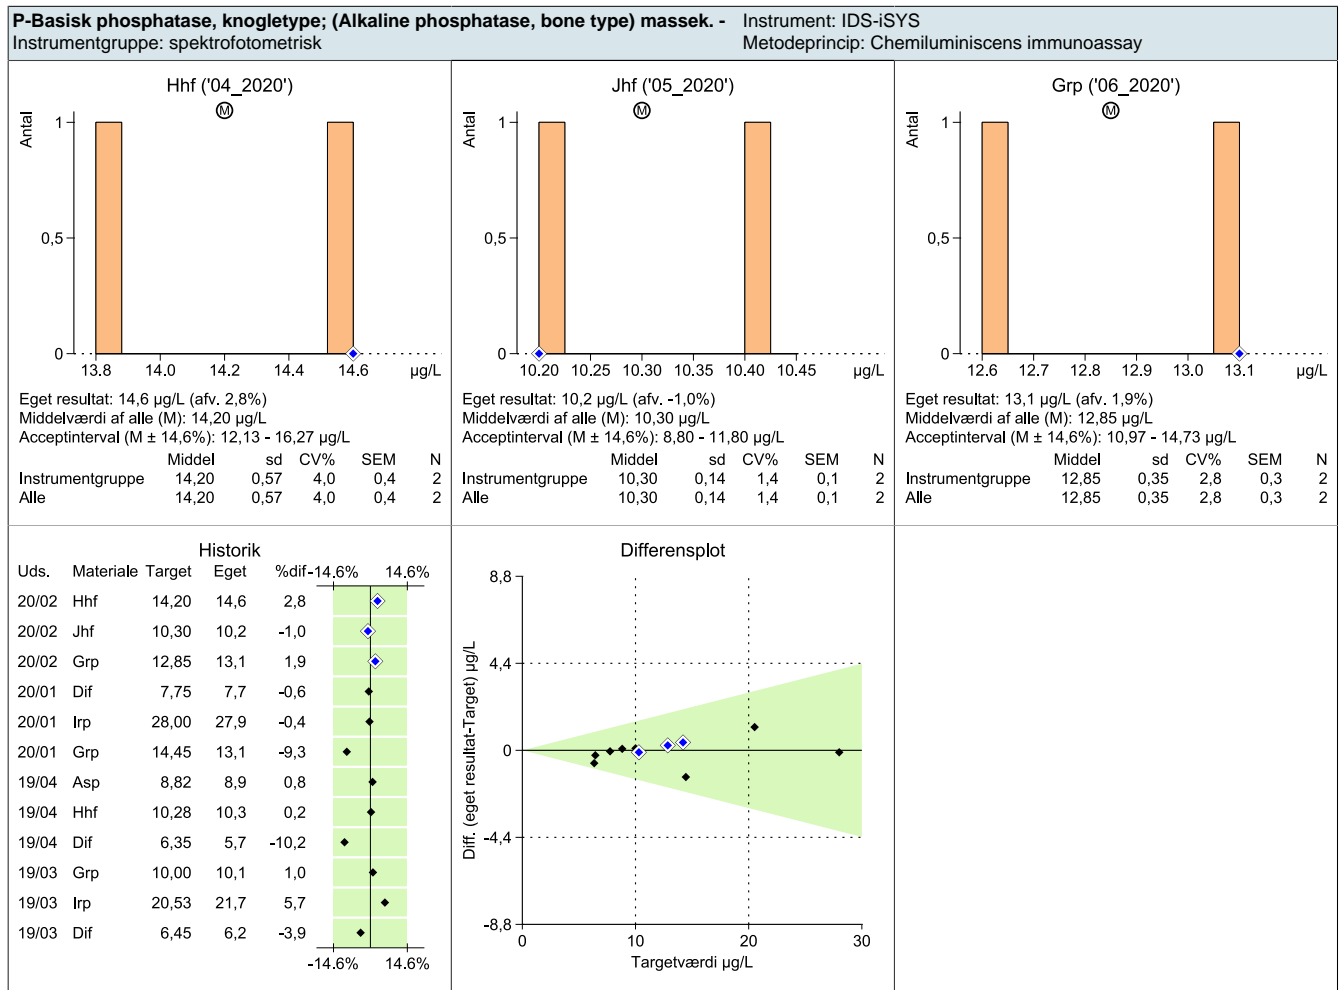 P-Basisk phosphatase, knogletype; (Alkaline phosphatase, bone type) massek. - Instrument: IDS-iSYS
Instrumentgruppe: spektrofotometrisk Metodeprincip: Chemiluminiscens immunoassay
Hhf ('04_2020')
M
Antal
1
0,5
0
13.8 14.0 14.2 14.4 14.6 µg/L
Eget resultat: 14,6 µg/L (afv. 2,8%)
Middelværdi af alle (M): 14,20 µg/L
Acceptinterval (M ± 14,6%): 12,13 - 16,27 µg/L
Middel sd CV% SEM N
Instrumentgruppe 14,20 0,57 4,0 0,4 2
Alle 14,20 0,57 4,0 0,4 2
Jhf ('05_2020')
M
Antal
1
0,5
0
10.20 10.25 10.30 10.35 10.40 10.45 µg/L
Eget resultat: 10,2 µg/L (afv. -1,0%)
Middelværdi af alle (M): 10,30 µg/L
Acceptinterval (M ± 14,6%): 8,80 - 11,80 µg/L
Middel sd CV% SEM N
Instrumentgruppe 10,30 0,14 1,4 0,1 2
Alle 10,30 0,14 1,4 0,1 2
Grp ('06_2020')
M
Antal
1
0,5
0
12.6 12.7 12.8 12.9 13.0 13.1 µg/L
Eget resultat: 13,1 µg/L (afv. 1,9%)
Middelværdi af alle (M): 12,85 µg/L
Acceptinterval (M ± 14,6%): 10,97 - 14,73 µg/L
Middel sd CV% SEM N
Instrumentgruppe 12,85 0,35 2,8 0,3 2
Alle 12,85 0,35 2,8 0,3 2
Historik
Uds. Materiale Target Eget %dif -14.6% 14.6%
20/02 Hhf 14,20 14,6 2,8
20/02 Jhf 10,30 10,2 -1,0
20/02 Grp 12,85 13,1 1,9
20/01 Dif 7,75 7,7 -0,6
20/01 Irp 28,00 27,9 -0,4
20/01 Grp 14,45 13,1 -9,3
19/04 Asp 8,82 8,9 0,8
19/04 Hhf 10,28 10,3 0,2
19/04 Dif 6,35 5,7 -10,2
19/03 Grp 10,00 10,1 1,0
19/03 Irp 20,53 21,7 5,7
19/03 Dif 6,45 6,2 -3,9
-14.6% 14.6%
Differensplot
Diff. (eget resultat-Target) µg/L
8,8
4,4
0
-4,4
-8,8
0 10 20 30
Targetværdi µg/L